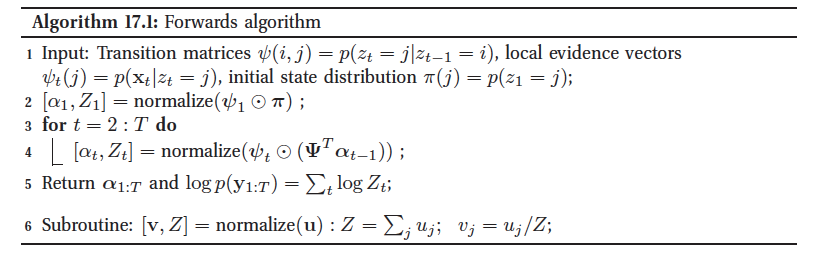 Algorithm 17.1: Forwards algorithm
1 Input: Transition matrices ψ(i, j) = p(z_t = j|z_{t−1} = i), local evidence vectors
ψ_t(j) = p(x_t|z_t = j), initial state distribution π(j) = p(z_1 = j);
2 [α_1, Z_1] = normalize(ψ_1 ⊙ π) ;
3 for t = 2 : T do
4 [α_t, Z_t] = normalize(ψ_t ⊙ (Ψ^T α_{t−1})) ;
5 Return α_{1:T} and log p(y_{1:T}) = ∑_t log Z_t;
6 Subroutine: [v, Z] = normalize(u) : Z = ∑_j u_j; v_j = u_j/Z;